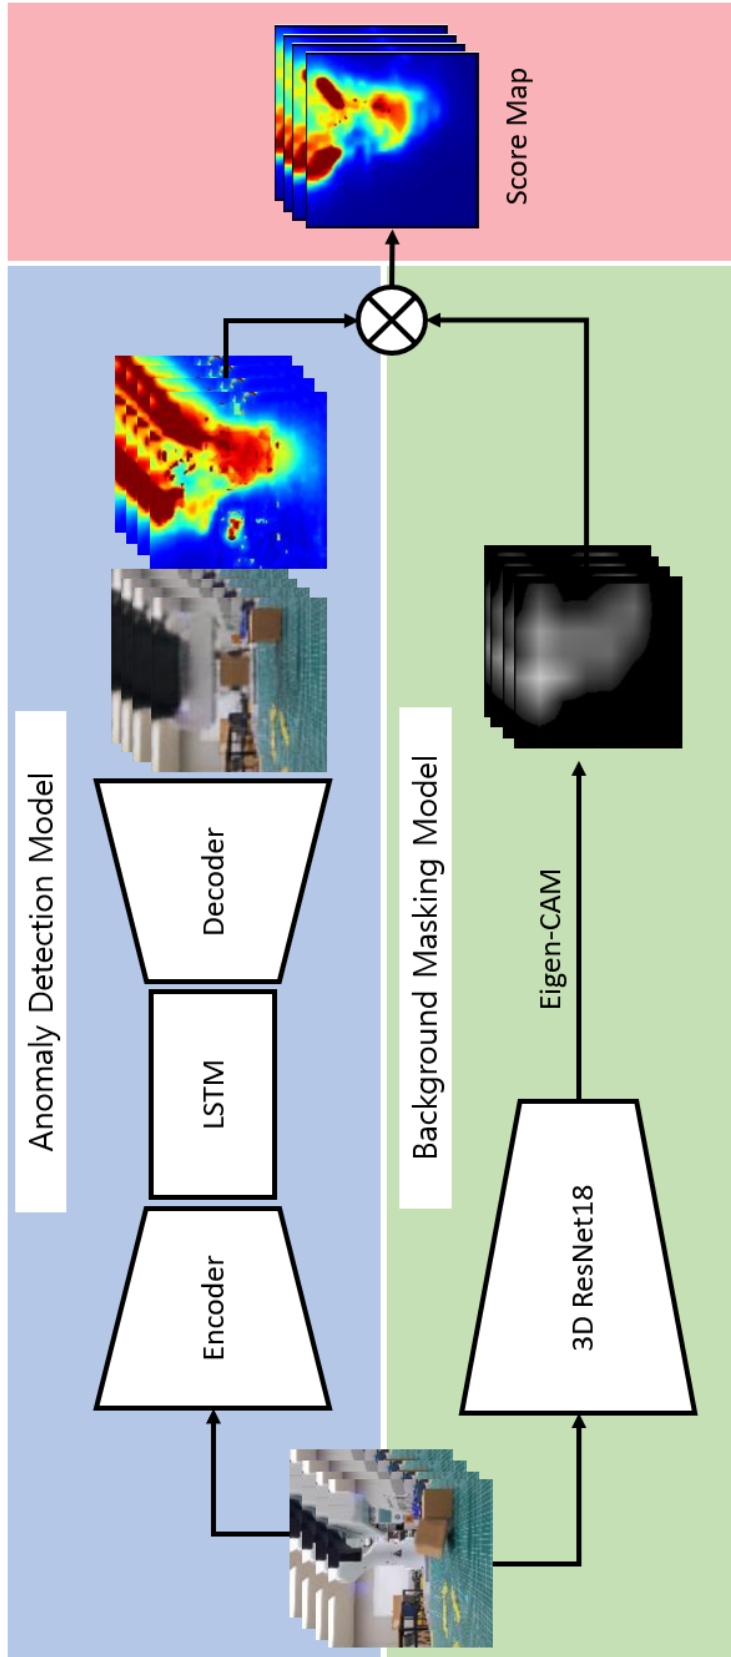 Anomaly Detection Model
Encoder
LSTM
Decoder
Background Masking Model
3D ResNet18
Eigen-CAM
Score Map